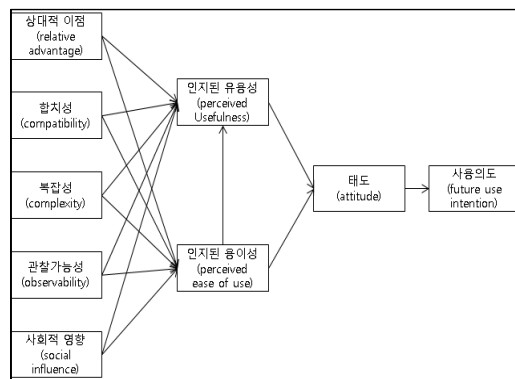 상대적 이점
(relative
advantage)
합치성
(compatibility)
복잡성
(complexity)
관찰가능성
(observability)
사회적 영향
(social
influence)
인지된 유용성
(perceived
Usefulness)
인지된 용이성
(perceived
ease of use)
태도
(attitude)
사용의도
(future use
intention)